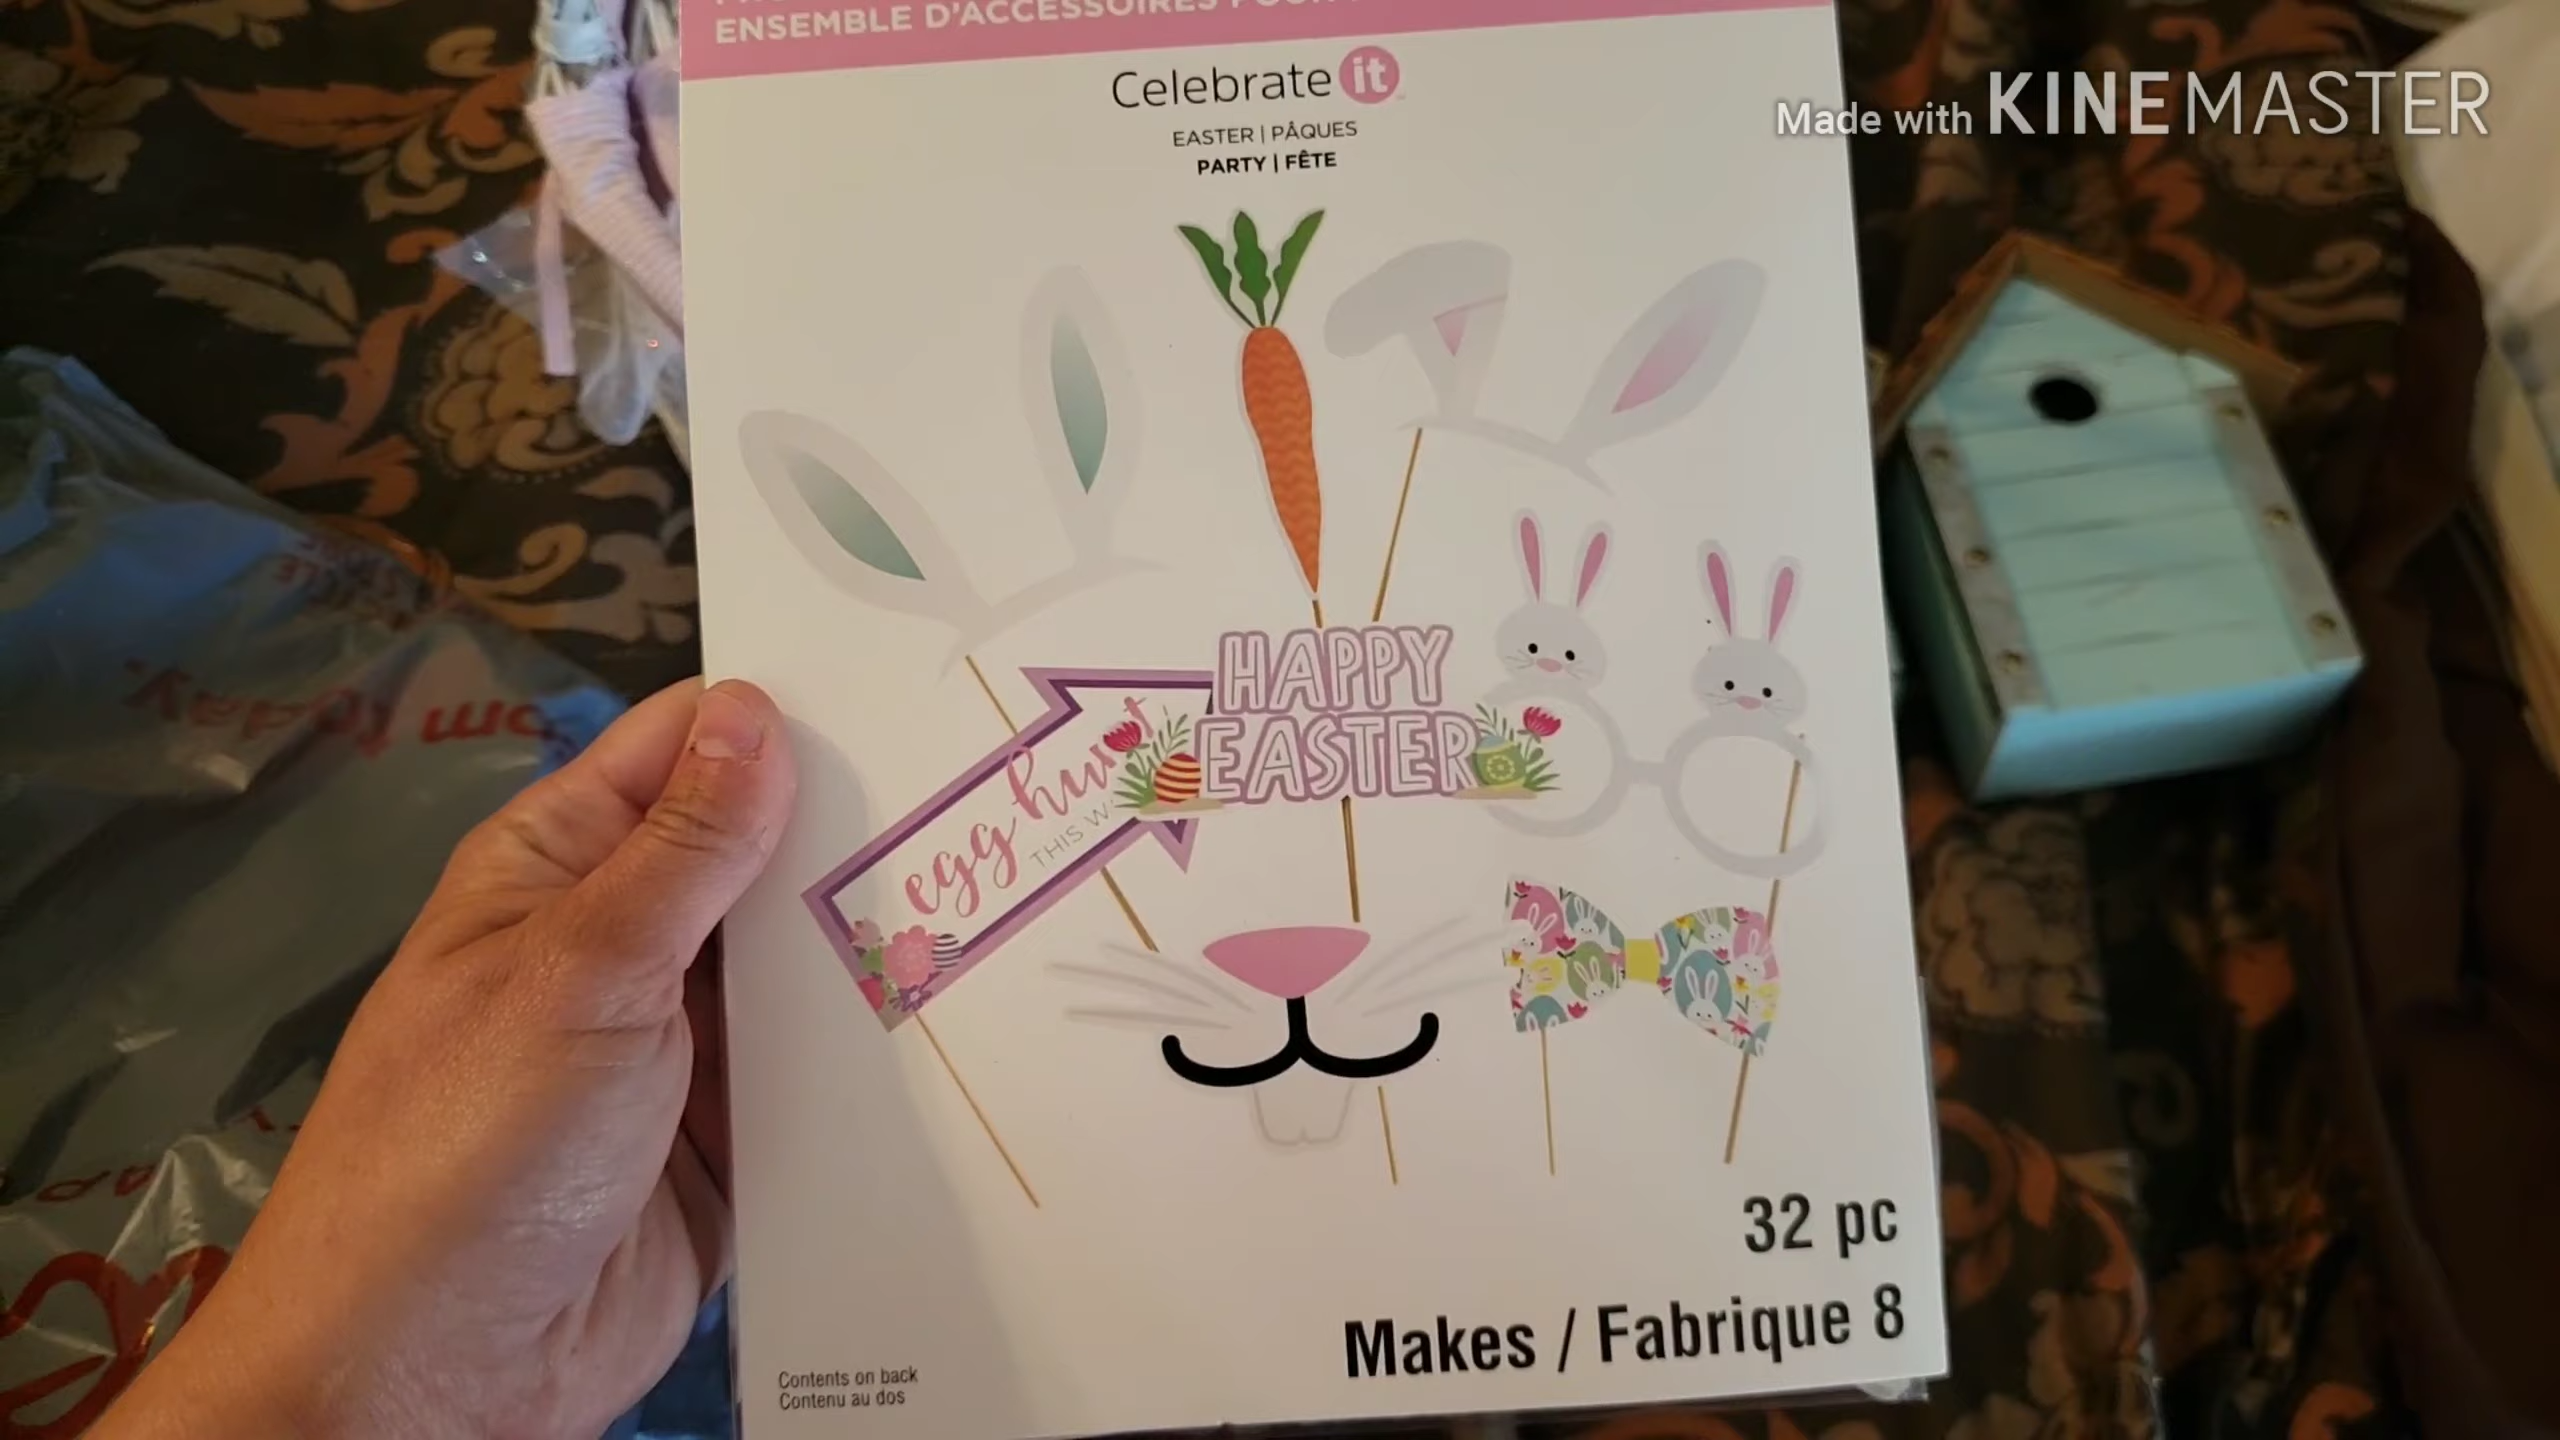 ENSEMBLE D'ACCESSOIRES POUR
Celebrate it
EASTER | PÂQUES
PARTY | FÊTE
Made with KINEMASTER
HAPPY
EASTER
egg hunt
THIS W
32 pc
Makes / Fabrique 8
Contents on back
Contenu au dos